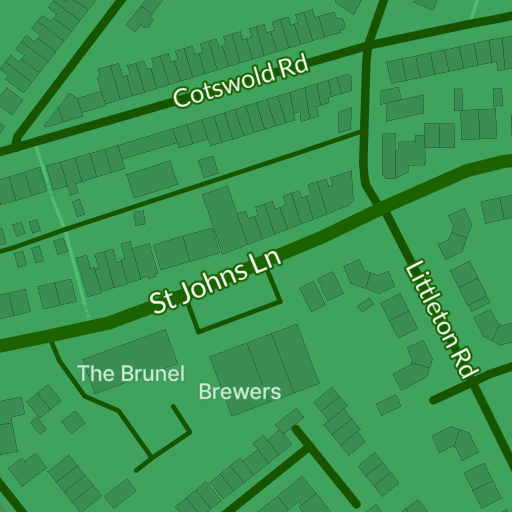 Cotswold Rd
St Johns Ln
Littleton Rd
The Brunel
Brewers